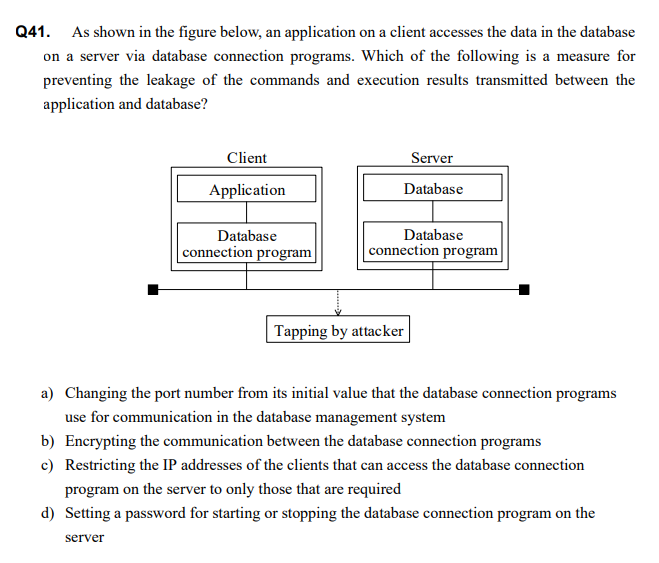 Q41. As shown in the figure below, an application on a client accesses the data in the database
on a server via database connection programs. Which of the following is a measure for
preventing the leakage of the commands and execution results transmitted between the
application and database?
Client
Server
Application
Database
Database
connection program
Database
connection program
Tapping by attacker
a) Changing the port number from its initial value that the database connection programs
use for communication in the database management system
b) Encrypting the communication between the database connection programs
c) Restricting the IP addresses of the clients that can access the database connection
program on the server to only those that are required
d) Setting a password for starting or stopping the database connection program on the
server